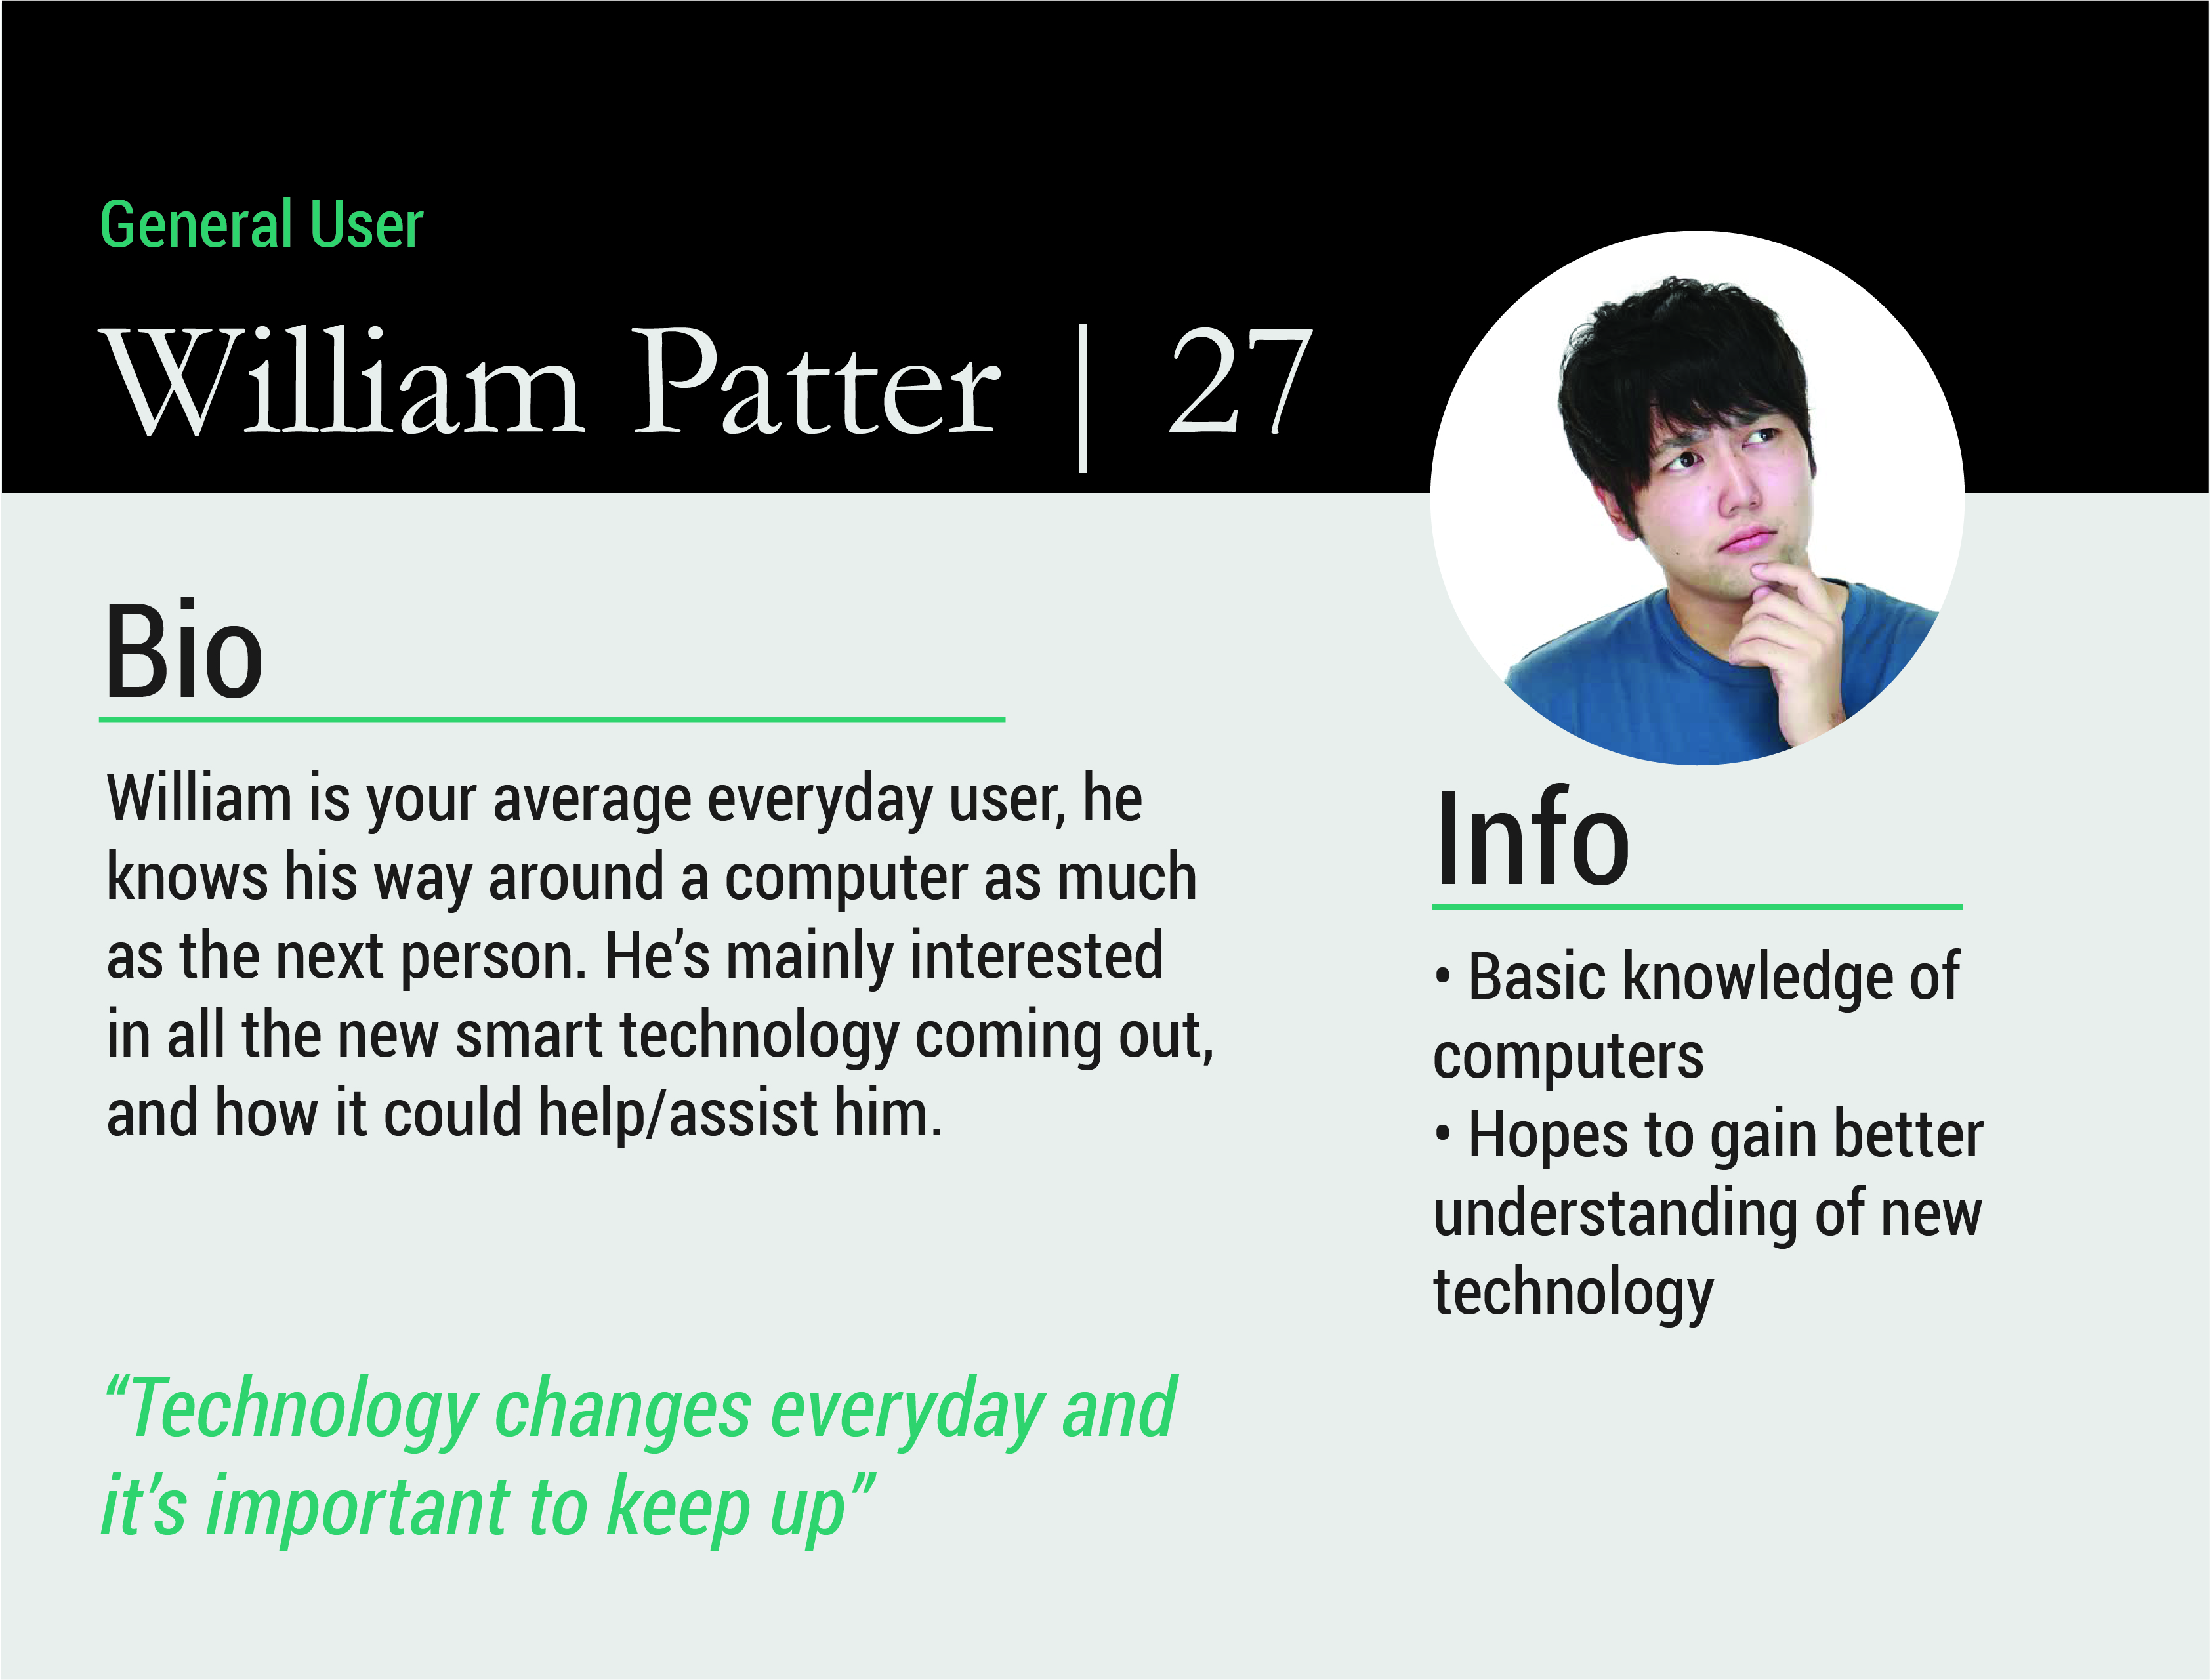 General User
William Patter | 27
Bio
William is your average everyday user, he
knows his way around a computer as much
as the next person. He’s mainly interested
in all the new smart technology coming out,
and how it could help/assist him.
“Technology changes everyday and
it’s important to keep up”
Info
• Basic knowledge of
computers
• Hopes to gain better
understanding of new
technology